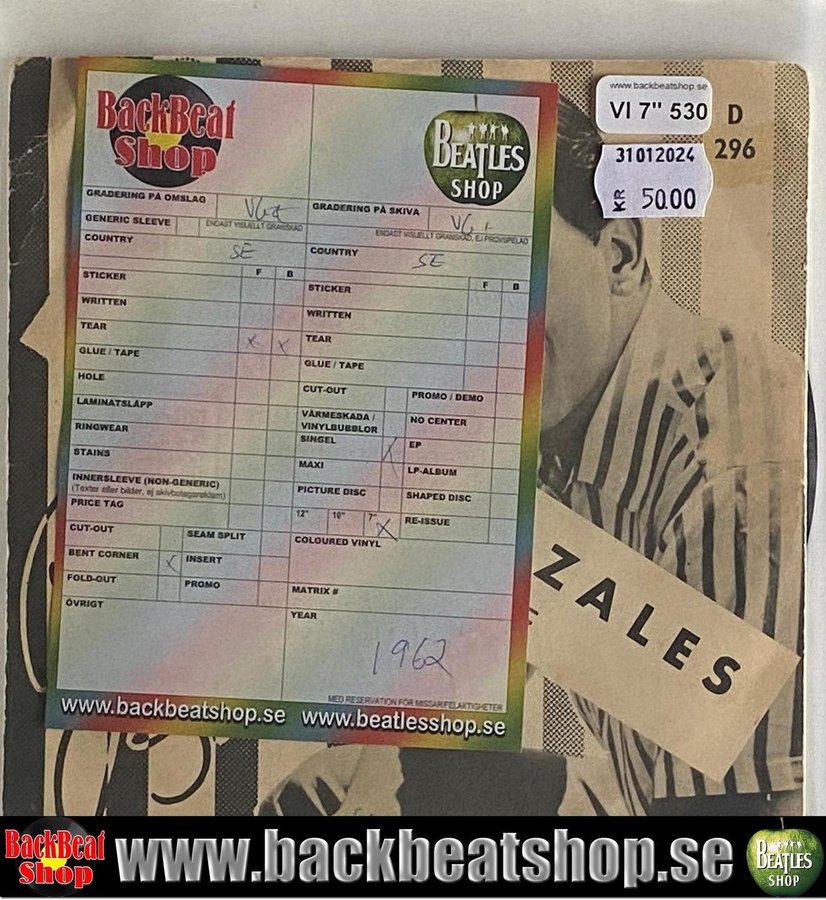 BackBeat
Shop
BEATLES
SHOP
www.backbeatshop.se
VI 7" 530
D
296
31012024
KR 50.00
GRADERING PÅ OMSLAG
GRADERING PÅ SKIVA
VG+
GENERIC SLEEVE
ENDAST VISUELLT GRANSKAD
ENDAST VISUELLT GRANSKAD, EJ PROVSPELAD
COUNTRY
SE
COUNTRY
SE
STICKER
F B
STICKER
F B
WRITTEN
WRITTEN
TEAR
X X
TEAR
GLUE / TAPE
GLUE / TAPE
HOLE
CUT-OUT
PROMO / DEMO
LAMINATSLÄPP
VÄRMESKADA /
VINYLBUBBLOR
NO CENTER
RINGWEAR
SINGEL
X
EP
STAINS
MAXI
LP-ALBUM
INNERSLEEVE (NON-GENERIC)
(Texter eller bilder, ej skivbolagsreklam)
PICTURE DISC
SHAPED DISC
PRICE TAG
12" 10" 7" X
RE-ISSUE
CUT-OUT
SEAM SPLIT
COLOURED VINYL
BENT CORNER
X
INSERT
FOLD-OUT
PROMO
MATRIX #
ÖVRIGT
YEAR
1962
MED RESERVATION FÖR MISSAR/FELAKTIGHETER
www.backbeatshop.se www.beatlesshop.se
ZALES
BackBeat
Shop
www.backbeatshop.se
BEATLES
SHOP